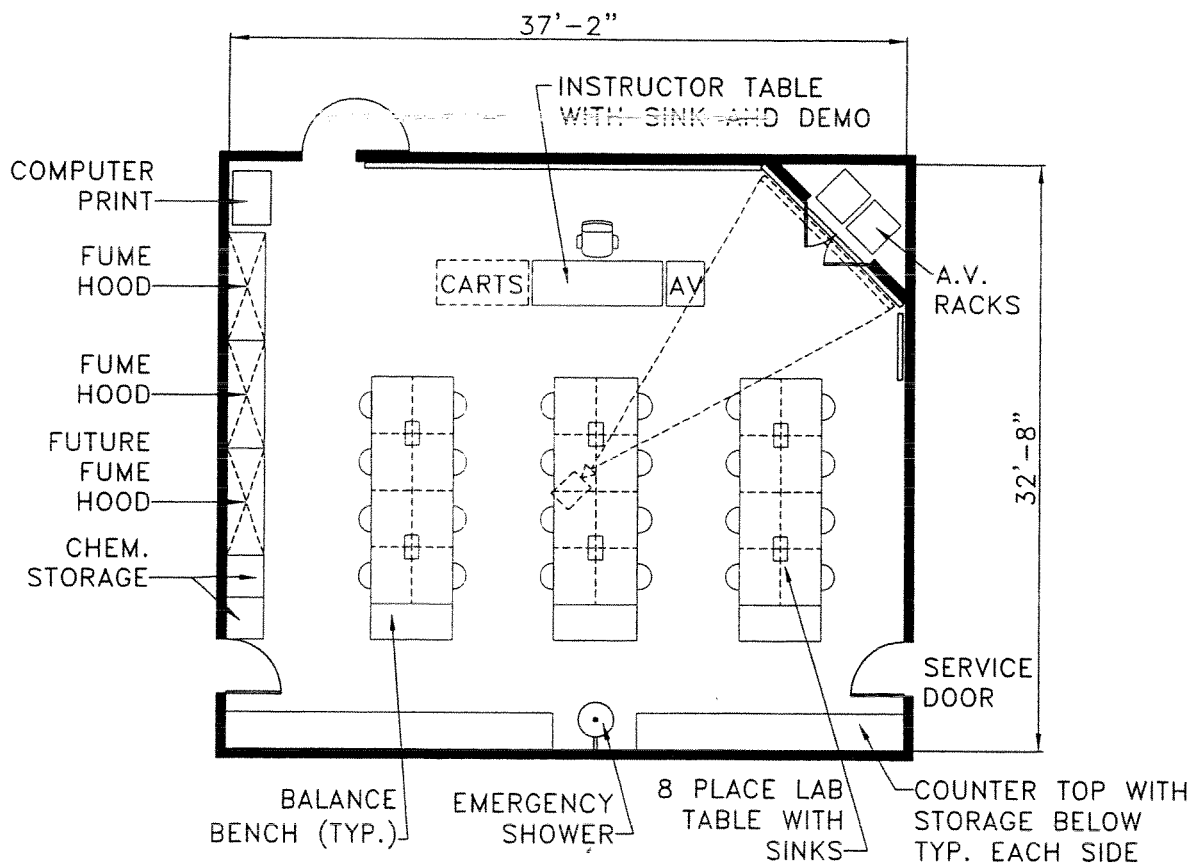 37'-2"
INSTRUCTOR TABLE
WITH SINK AND DEMO
COMPUTER
PRINT
FUME
HOOD
CARTS
AV
A.V.
RACKS
FUME
HOOD
FUTURE
FUME
HOOD
32'-8"
CHEM.
STORAGE
SERVICE
DOOR
BALANCE
BENCH (TYP.)
EMERGENCY
SHOWER
8 PLACE LAB
TABLE WITH
SINKS
COUNTER TOP WITH
STORAGE BELOW
TYP. EACH SIDE